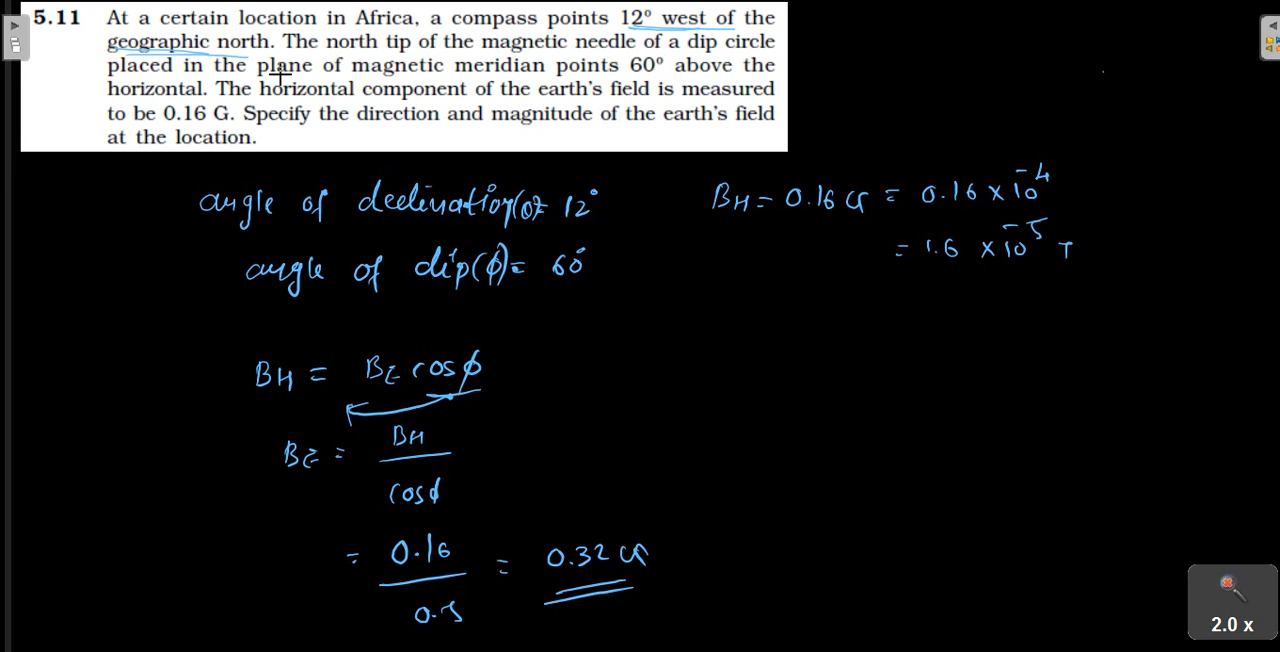 5.11 At a certain location in Africa, a compass points 12° west of the
geographic north. The north tip of the magnetic needle of a dip circle
placed in the plane of magnetic meridian points 60° above the
horizontal. The horizontal component of the earth's field is measured
to be 0.16 G. Specify the direction and magnitude of the earth's field
at the location.
angle of declination(θ)= 12°
BH = 0.16 G = 0.16 × 10⁻⁴
= 1.6 × 10⁻⁵ T
angle of dip(ϕ)= 60°
BH = BE cosϕ
BE = BH
cosϕ
= 0.16 = 0.32 G
0.5
2.0 x